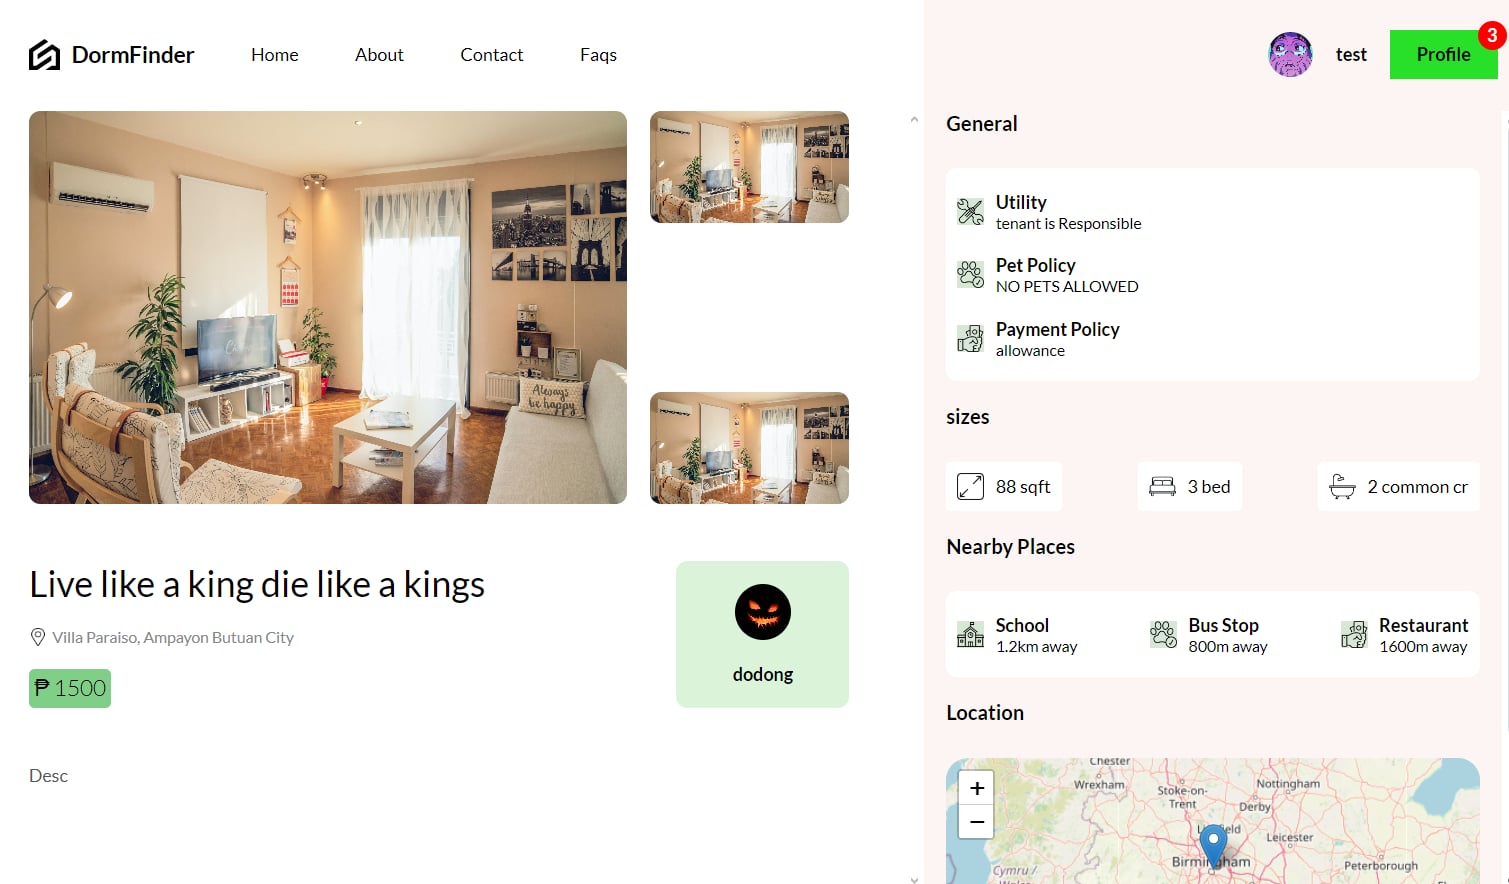 DormFinder
Home
About
Contact
Faqs
test
Profile
3
Always
be happy
Live like a king die like a kings
Villa Paraiso, Ampayon Butuan City
₱ 1500
dodong
Desc
General
Utility
tenant is Responsible
Pet Policy
NO PETS ALLOWED
Payment Policy
allowance
sizes
88 sqft
3 bed
2 common cr
Nearby Places
School
1.2km away
Bus Stop
800m away
Restaurant
1600m away
Location
+
−
Chester
Wrexham
Stoke-on-
Trent
Nottingham
Derby
Leicester
Peterborough
Cymru /